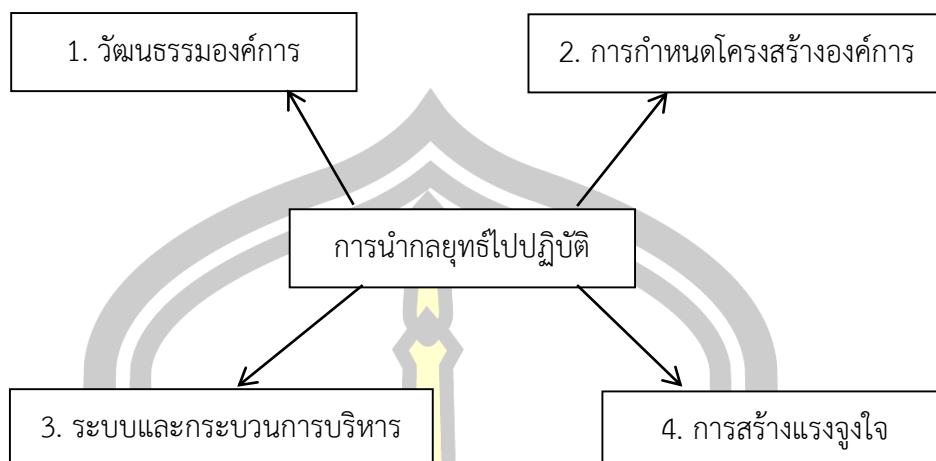 1. วัฒนธรรมองค์การ
2. การกำหนดโครงสร้างองค์การ
การนำกลยุทธ์ไปปฏิบัติ
3. ระบบและกระบวนการบริหาร
4. การสร้างแรงจูงใจ